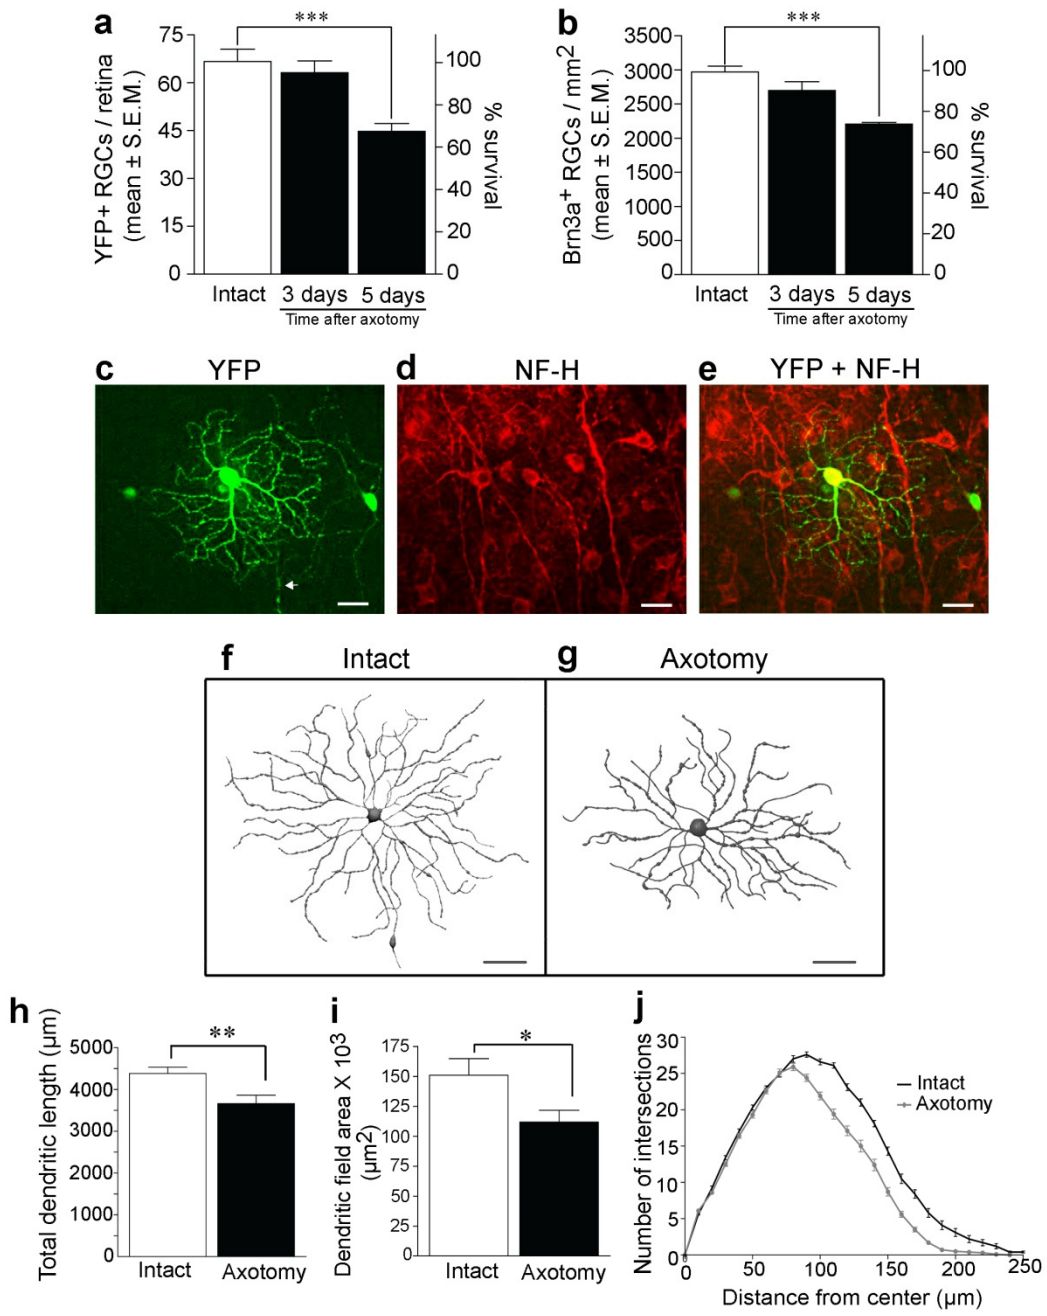 a
***
YFP+ RGCs / retina
(mean ± S.E.M.)
75
60
45
30
15
0
100
80
60
40
20
0
% survival
Intact
3 days
5 days
Time after axotomy
b
***
Brn3a+ RGCs / mm2
(mean ± S.E.M.)
3500
3000
2500
2000
1500
1000
500
0
100
80
60
40
20
0
% survival
Intact
3 days
5 days
Time after axotomy
c
YFP
d
NF-H
e
YFP + NF-H
f
Intact
g
Axotomy
h
**
Total dendritic length (µm)
5000
4000
3000
2000
1000
0
Intact
Axotomy
i
*
Dendritic field area X 103
(µm2)
175
150
125
100
75
50
25
0
Intact
Axotomy
j
Number of intersections
30
25
20
15
10
5
0
Intact
Axotomy
0
50
100
150
200
250
Distance from center (µm)